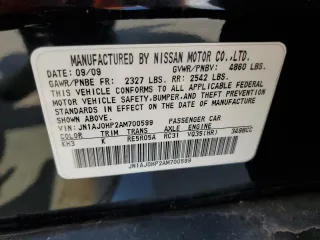 MANUFACTURED BY NISSAN MOTOR CO.,LTD.
DATE: 09/09 GVWR/PNBV: 4860 LBS.
GAWR/PNBE FR: 2327 LBS. RR: 2542 LBS.
THIS VEHICLE CONFORMS TO ALL APPLICABLE FEDERAL
MOTOR VEHICLE SAFETY, BUMPER, AND THEFT PREVENTION
STANDARDS IN EFFECT ON THE DATE OF MANUFACTURE
SHOWN ABOVE.
VIN: JN1AJ0HP2AM700599 PASSENGER CAR
COLOR TRIM TRANS AXLE ENGINE
KH3 K RE5R05A RC31 VQ35(HR) 3498CC
JN1AJ0HP2AM700599